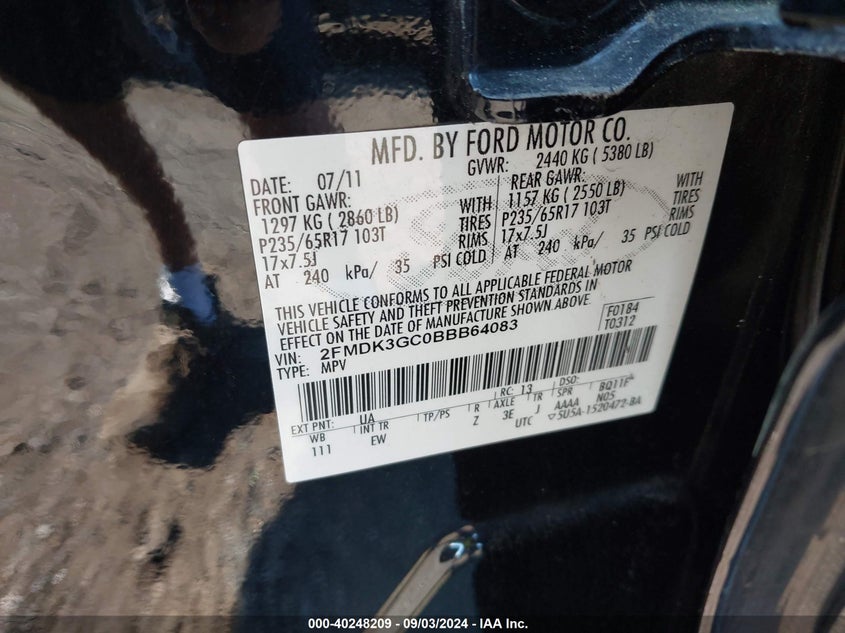 MFD. BY FORD MOTOR CO.
DATE: 07/11 GVWR: 2440 KG ( 5380 LB)
FRONT GAWR: REAR GAWR:
1297 KG ( 2860 LB) WITH 1157 KG ( 2550 LB) WITH
P235/65R17 103T TIRES P235/65R17 103T TIRES
17x7.5J RIMS 17x7.5J RIMS
AT 240 kPa/ 35 PSI COLD AT 240 kPa/ 35 PSI COLD
THIS VEHICLE CONFORMS TO ALL APPLICABLE FEDERAL MOTOR
VEHICLE SAFETY AND THEFT PREVENTION STANDARDS IN
EFFECT ON THE DATE OF MANUFACTURE SHOWN ABOVE
VIN: 2FMDK3GC0BBB64083 F0184
TYPE: MPV T0312
RC: 13 DSO:
EXT PNT: UA TP/PS R AXLE TR SPR BQ11F
WB INT TR Z 3E J AAAA N05
111 EW UTC ▽5U5A-1520472-BA
000-40248209 - 09/03/2024 - IAA Inc.